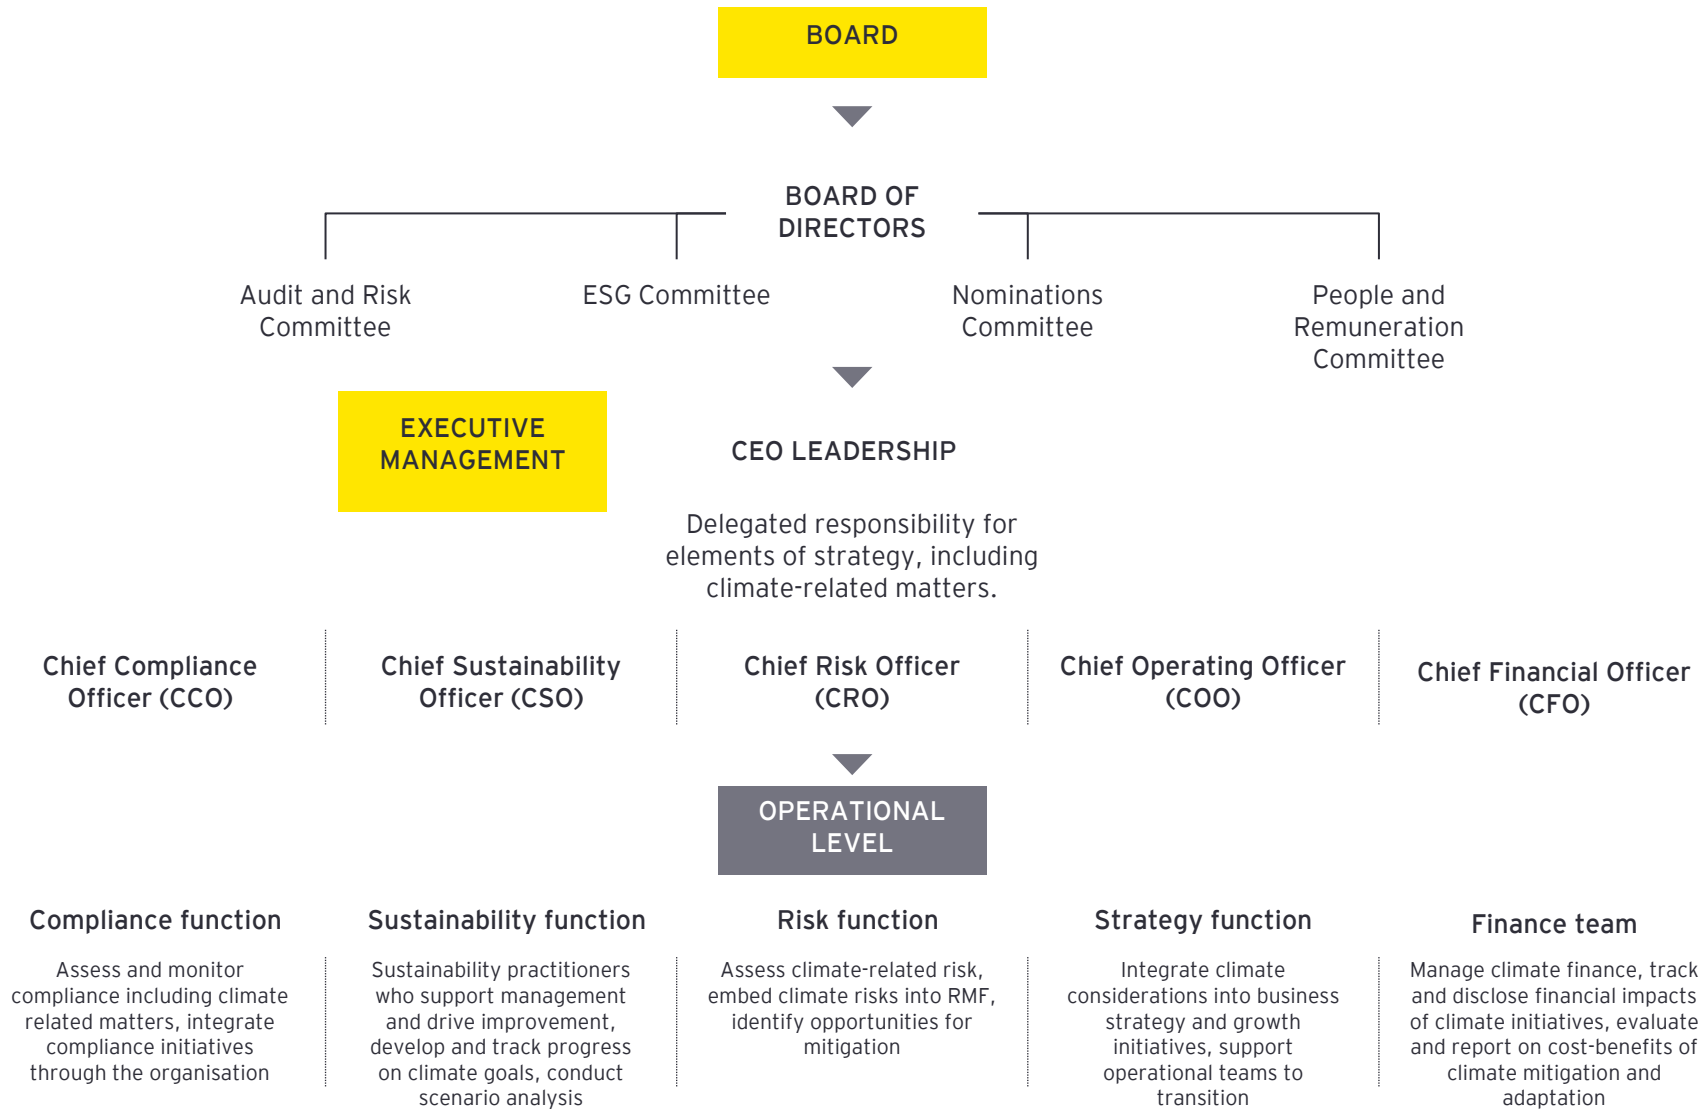 BOARD
BOARD OF
DIRECTORS
Audit and Risk
Committee
ESG Committee
Nominations
Committee
People and
Remuneration
Committee
EXECUTIVE
MANAGEMENT
CEO LEADERSHIP
Delegated responsibility for
elements of strategy, including
climate-related matters.
Chief Compliance
Officer (CCO)
Chief Sustainability
Officer (CSO)
Chief Risk Officer
(CRO)
Chief Operating Officer
(COO)
Chief Financial Officer
(CFO)
OPERATIONAL
LEVEL
Compliance function
Assess and monitor
compliance including climate
related matters, integrate
compliance initiatives
through the organisation
Sustainability function
Sustainability practitioners
who support management
and drive improvement,
develop and track progress
on climate goals, conduct
scenario analysis
Risk function
Assess climate-related risk,
embed climate risks into RMF,
identify opportunities for
mitigation
Strategy function
Integrate climate
considerations into business
strategy and growth
initiatives, support
operational teams to
transition
Finance team
Manage climate finance, track
and disclose financial impacts
of climate initiatives, evaluate
and report on cost-benefits of
climate mitigation and
adaptation